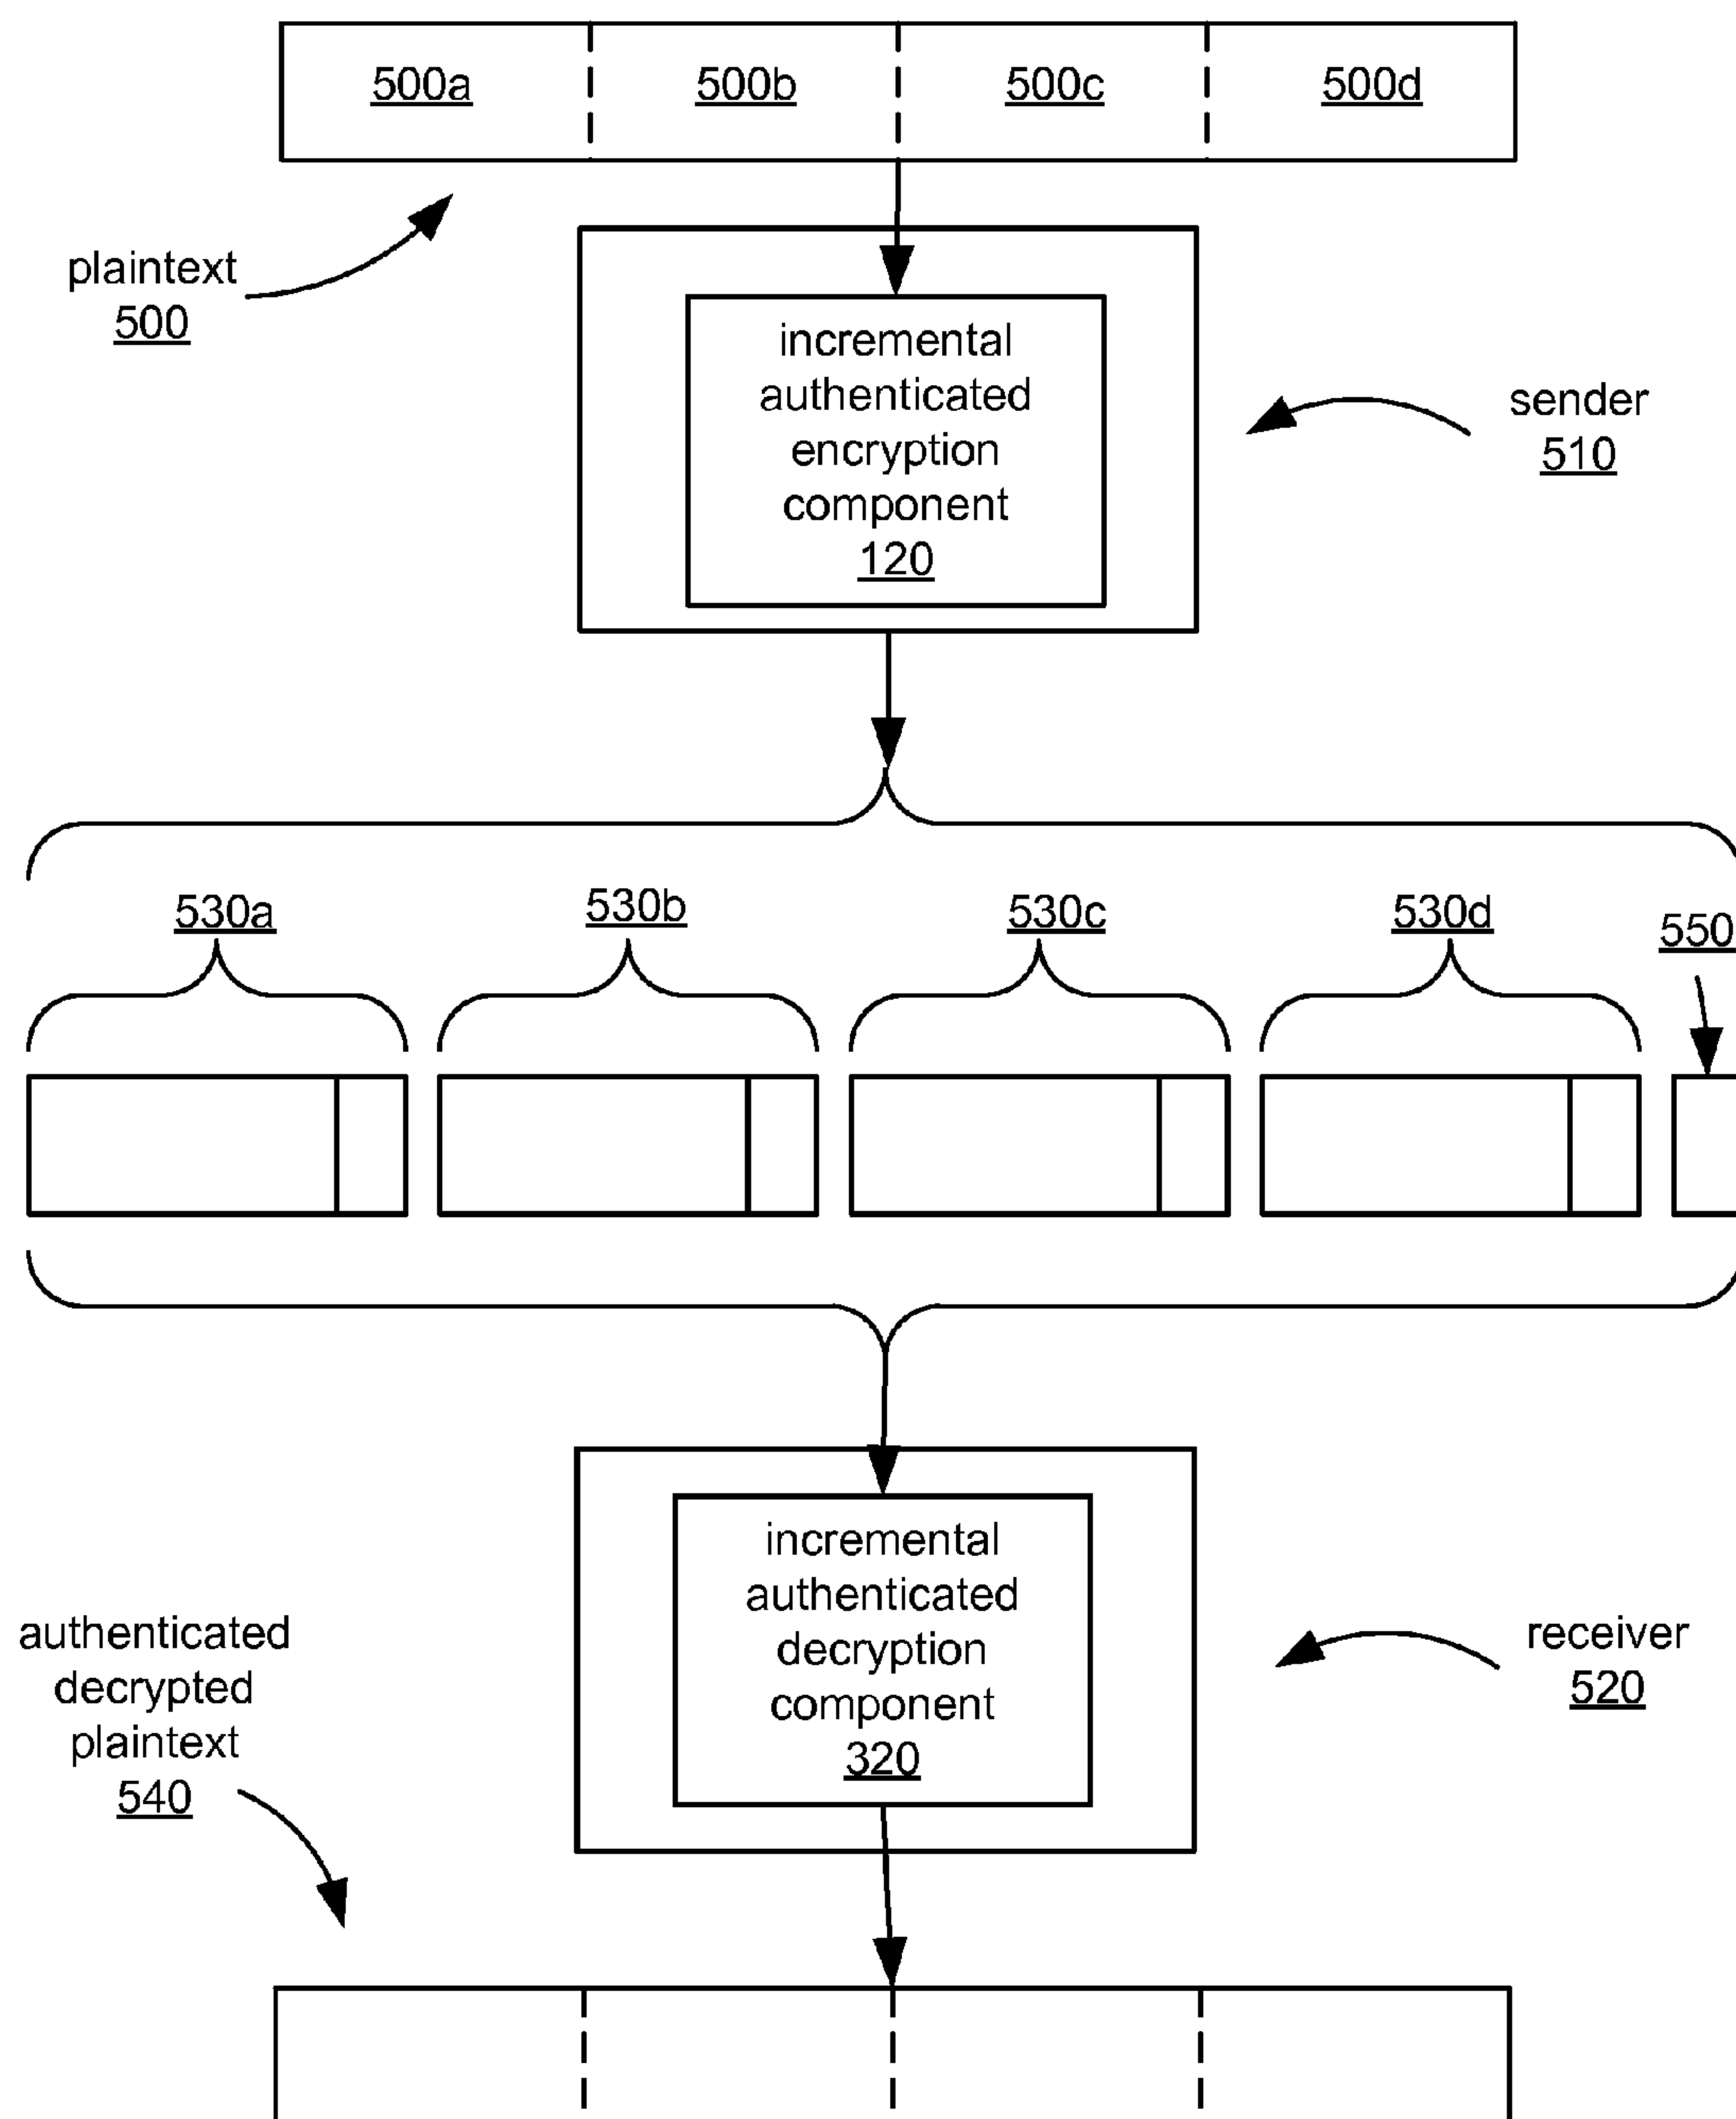 500a 500b 500c 500d
plaintext
500
incremental
authenticated
encryption
component
120
sender
510
530a 530b 530c 530d 550
incremental
authenticated
decryption
component
320
receiver
520
authenticated
decrypted
plaintext
540